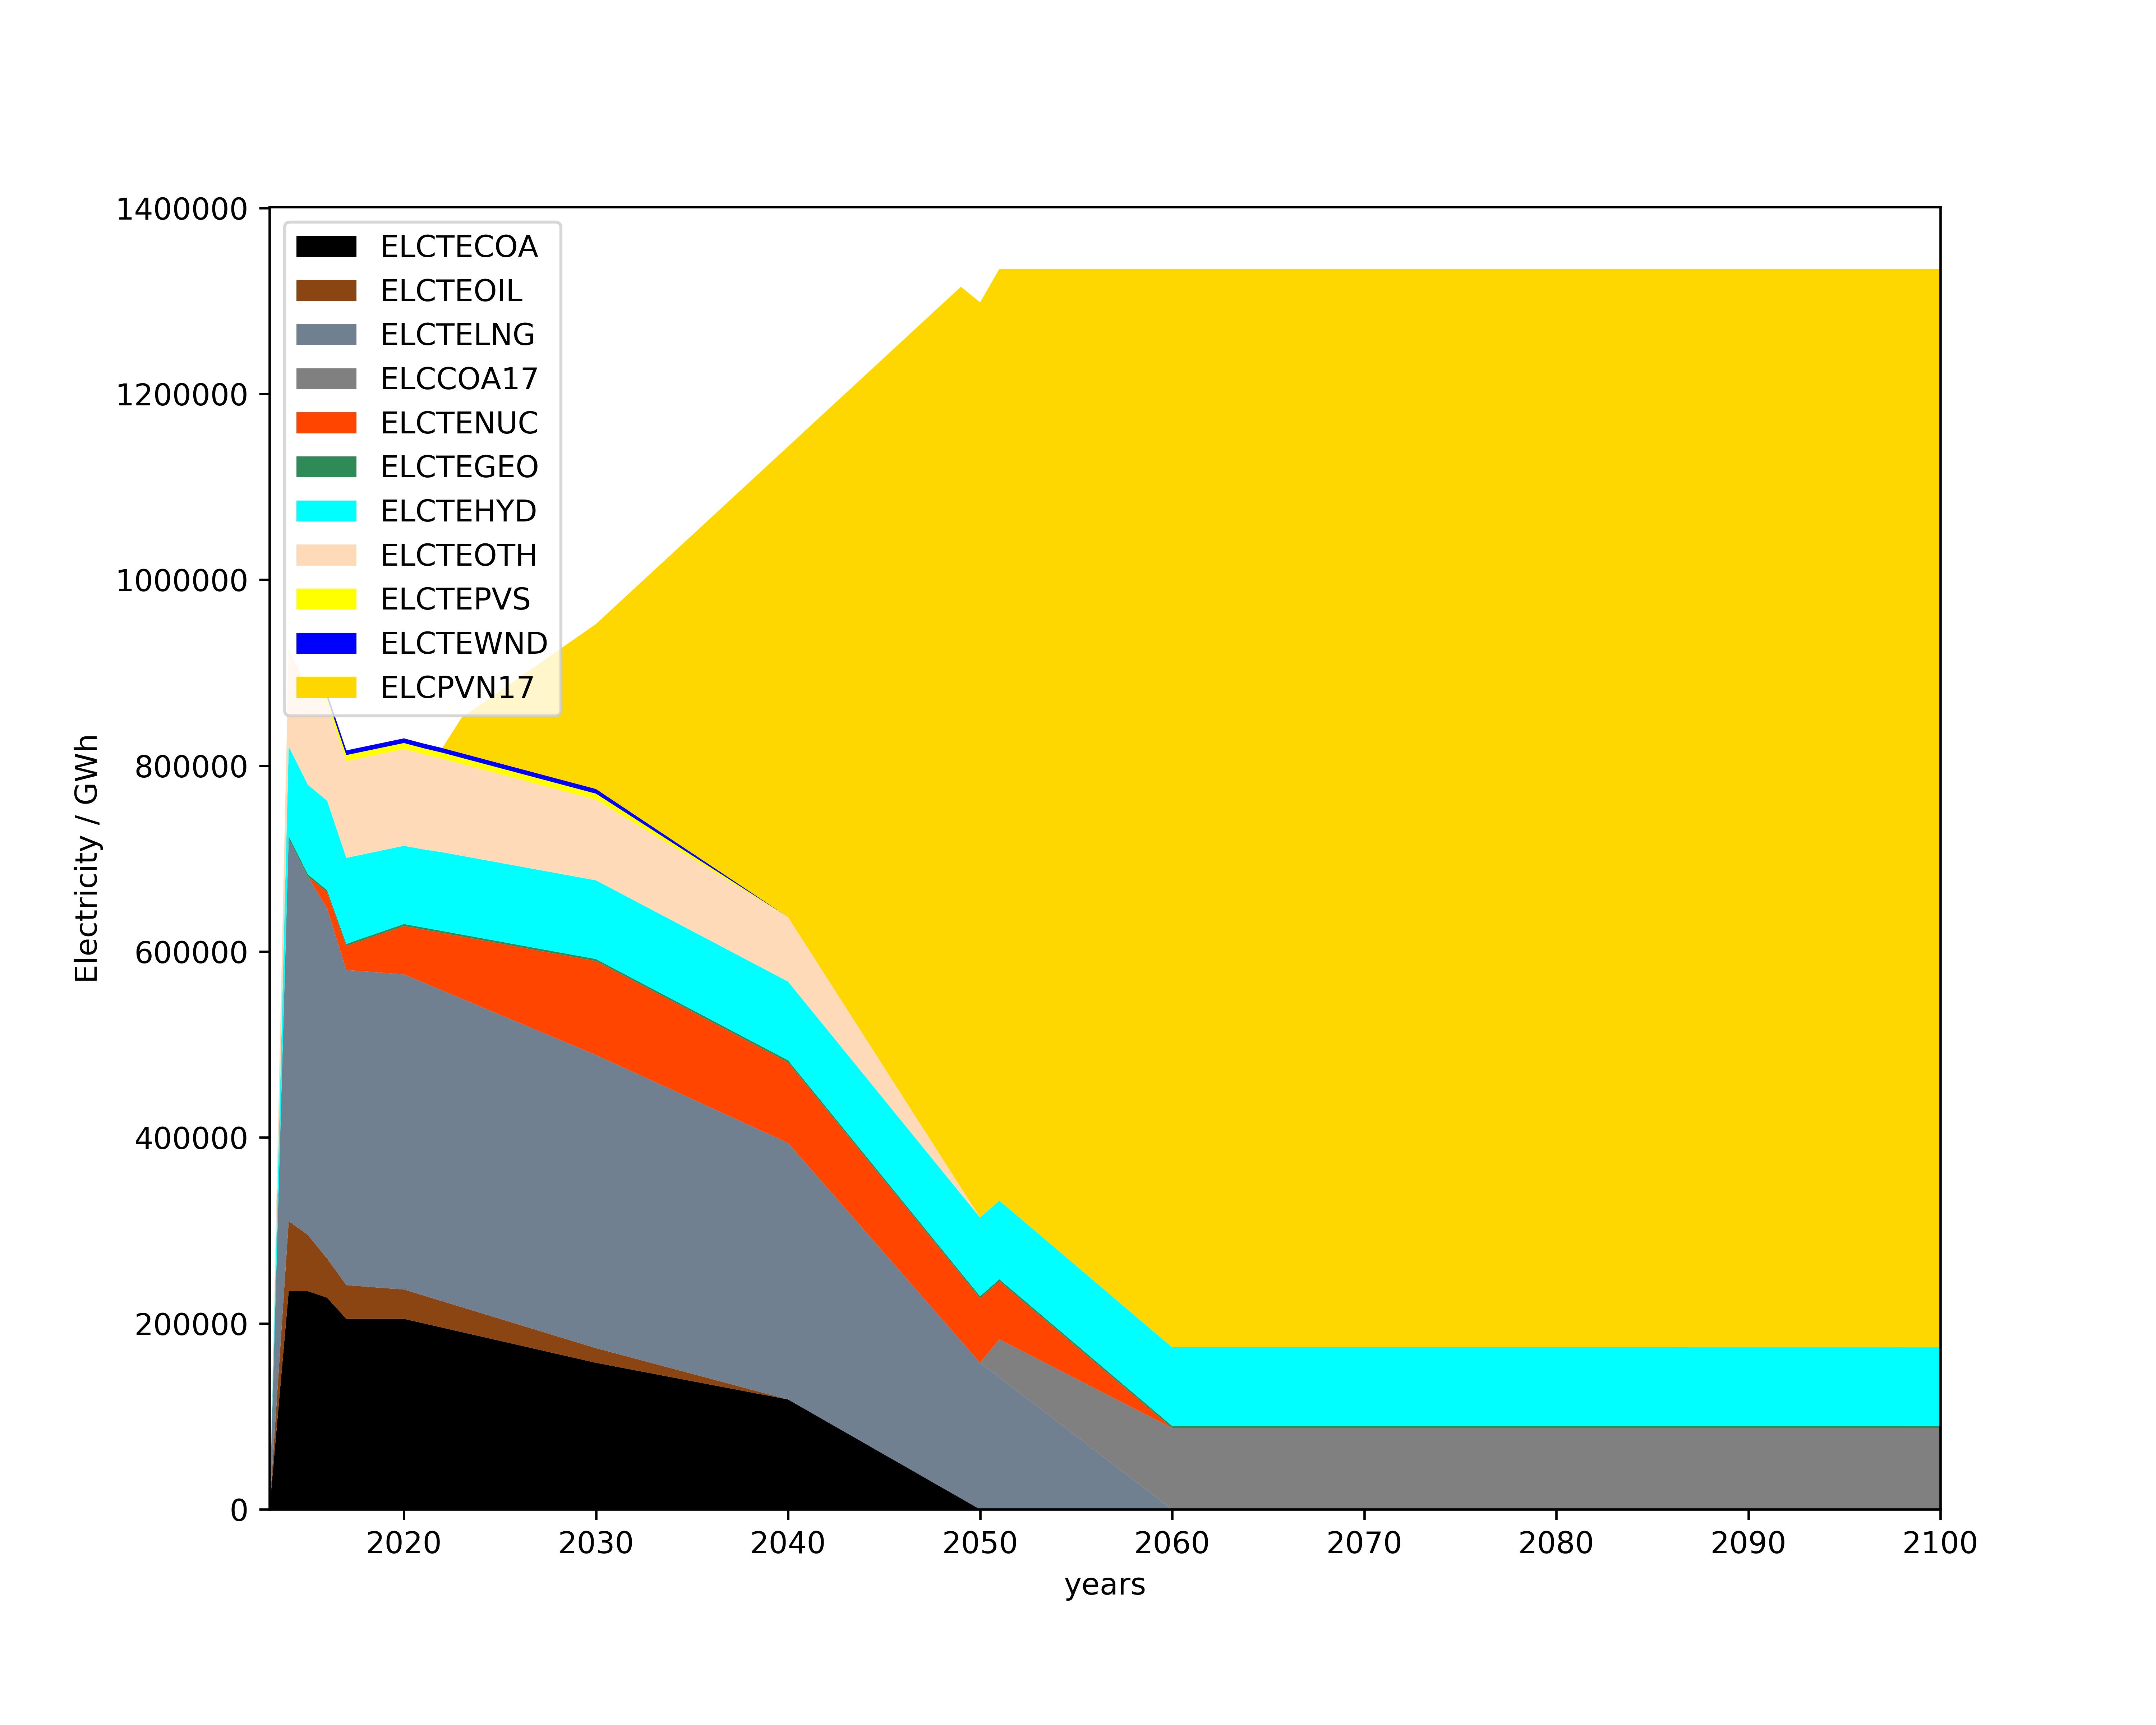 1400000
1200000
1000000
800000
600000
400000
200000
0
Electricity / GWh
ELCTECOA
ELCTEOIL
ELCTELNG
ELCCOA17
ELCTENUC
ELCTEGEO
ELCTEHYD
ELCTEOTH
ELCTEPVS
ELCTEWND
ELCPVN17
2020 2030 2040 2050 2060 2070 2080 2090 2100
years